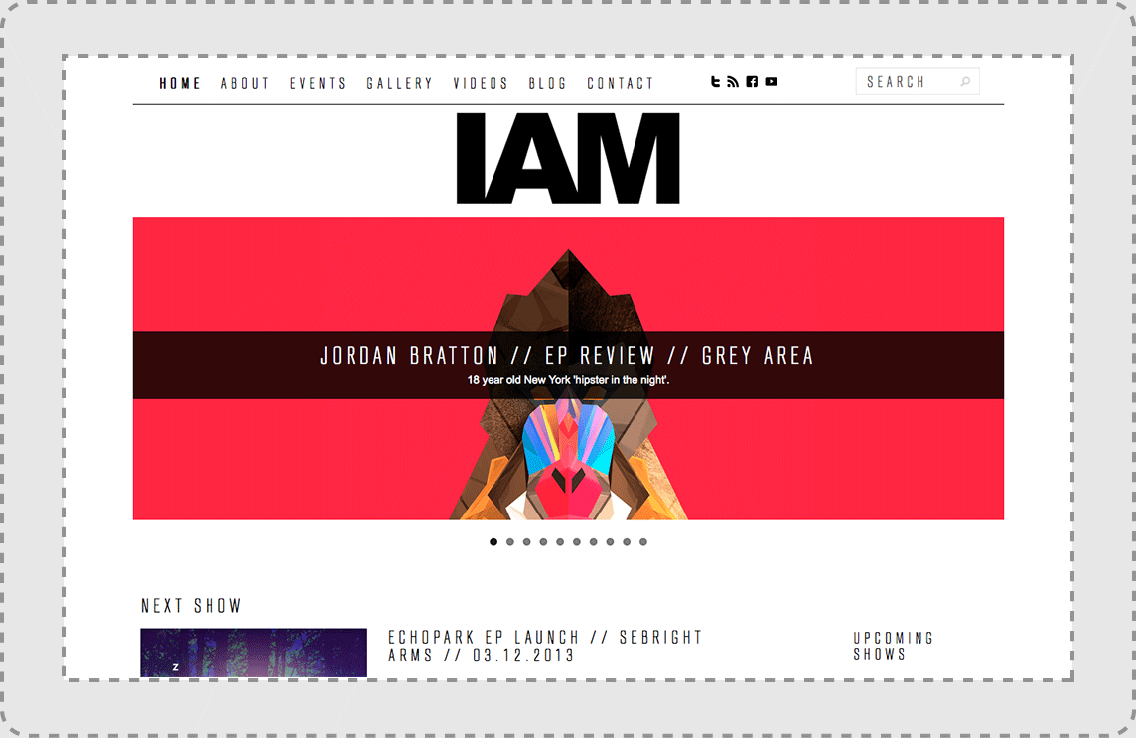 HOME ABOUT EVENTS GALLERY VIDEOS BLOG CONTACT SEARCH
IAM
JORDAN BRATTON // EP REVIEW // GREY AREA
18 year old New York 'hipster in the night'.
NEXT SHOW
Z
ECHOPARK EP LAUNCH // SEBRIGHT
ARMS // 03.12.2013
UPCOMING
SHOWS